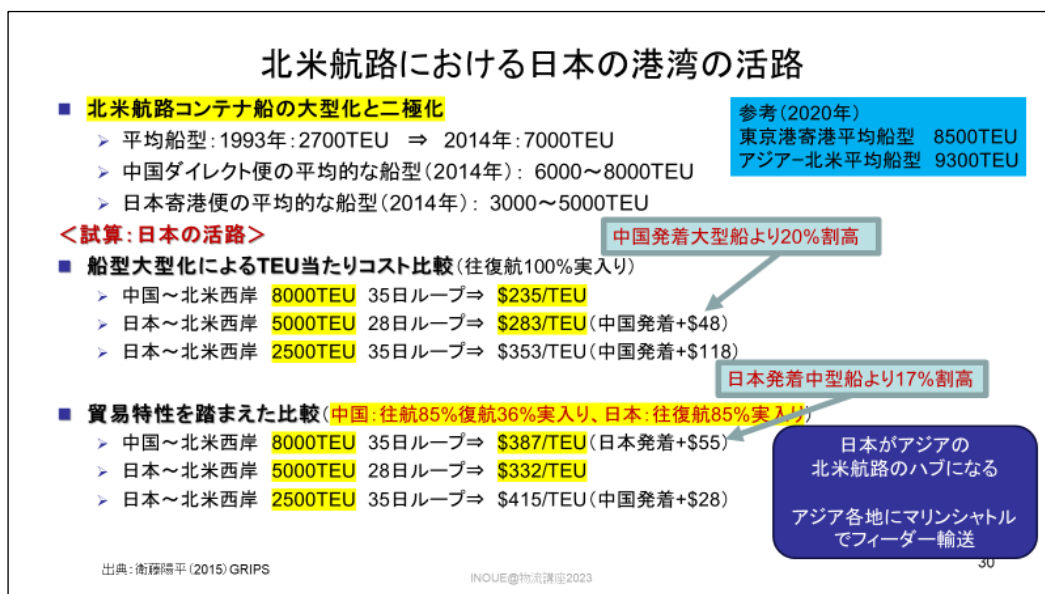 北米航路における日本の港湾の活路
■ 北米航路コンテナ船の大型化と二極化
➢ 平均船型：1993年：2700TEU ⇒ 2014年：7000TEU
➢ 中国ダイレクト便の平均的な船型（2014年）： 6000～8000TEU
➢ 日本寄港便の平均的な船型（2014年）： 3000～5000TEU
参考（2020年）
東京港寄港平均船型 8500TEU
アジア－北米平均船型 9300TEU
＜試算：日本の活路＞
中国発着大型船より20%割高
■ 船型大型化によるTEU当たりコスト比較（往復航100%実入り）
➢ 中国～北米西岸 8000TEU 35日ループ⇒ $235/TEU
➢ 日本～北米西岸 5000TEU 28日ループ⇒ $283/TEU（中国発着+$48）
➢ 日本～北米西岸 2500TEU 35日ループ⇒ $353/TEU（中国発着+$118）
日本発着中型船より17%割高
■ 貿易特性を踏まえた比較（中国：往航85%復航36%実入り、日本：往復航85%実入り）
➢ 中国～北米西岸 8000TEU 35日ループ⇒ $387/TEU（日本発着+$55）
➢ 日本～北米西岸 5000TEU 28日ループ⇒ $332/TEU
➢ 日本～北米西岸 2500TEU 35日ループ⇒ $415/TEU（中国発着+$28）
日本がアジアの
北米航路のハブになる
アジア各地にマリンシャトル
でフィーダー輸送
出典：衛藤陽平（2015）GRIPS
INOUE@物流講座2023
30